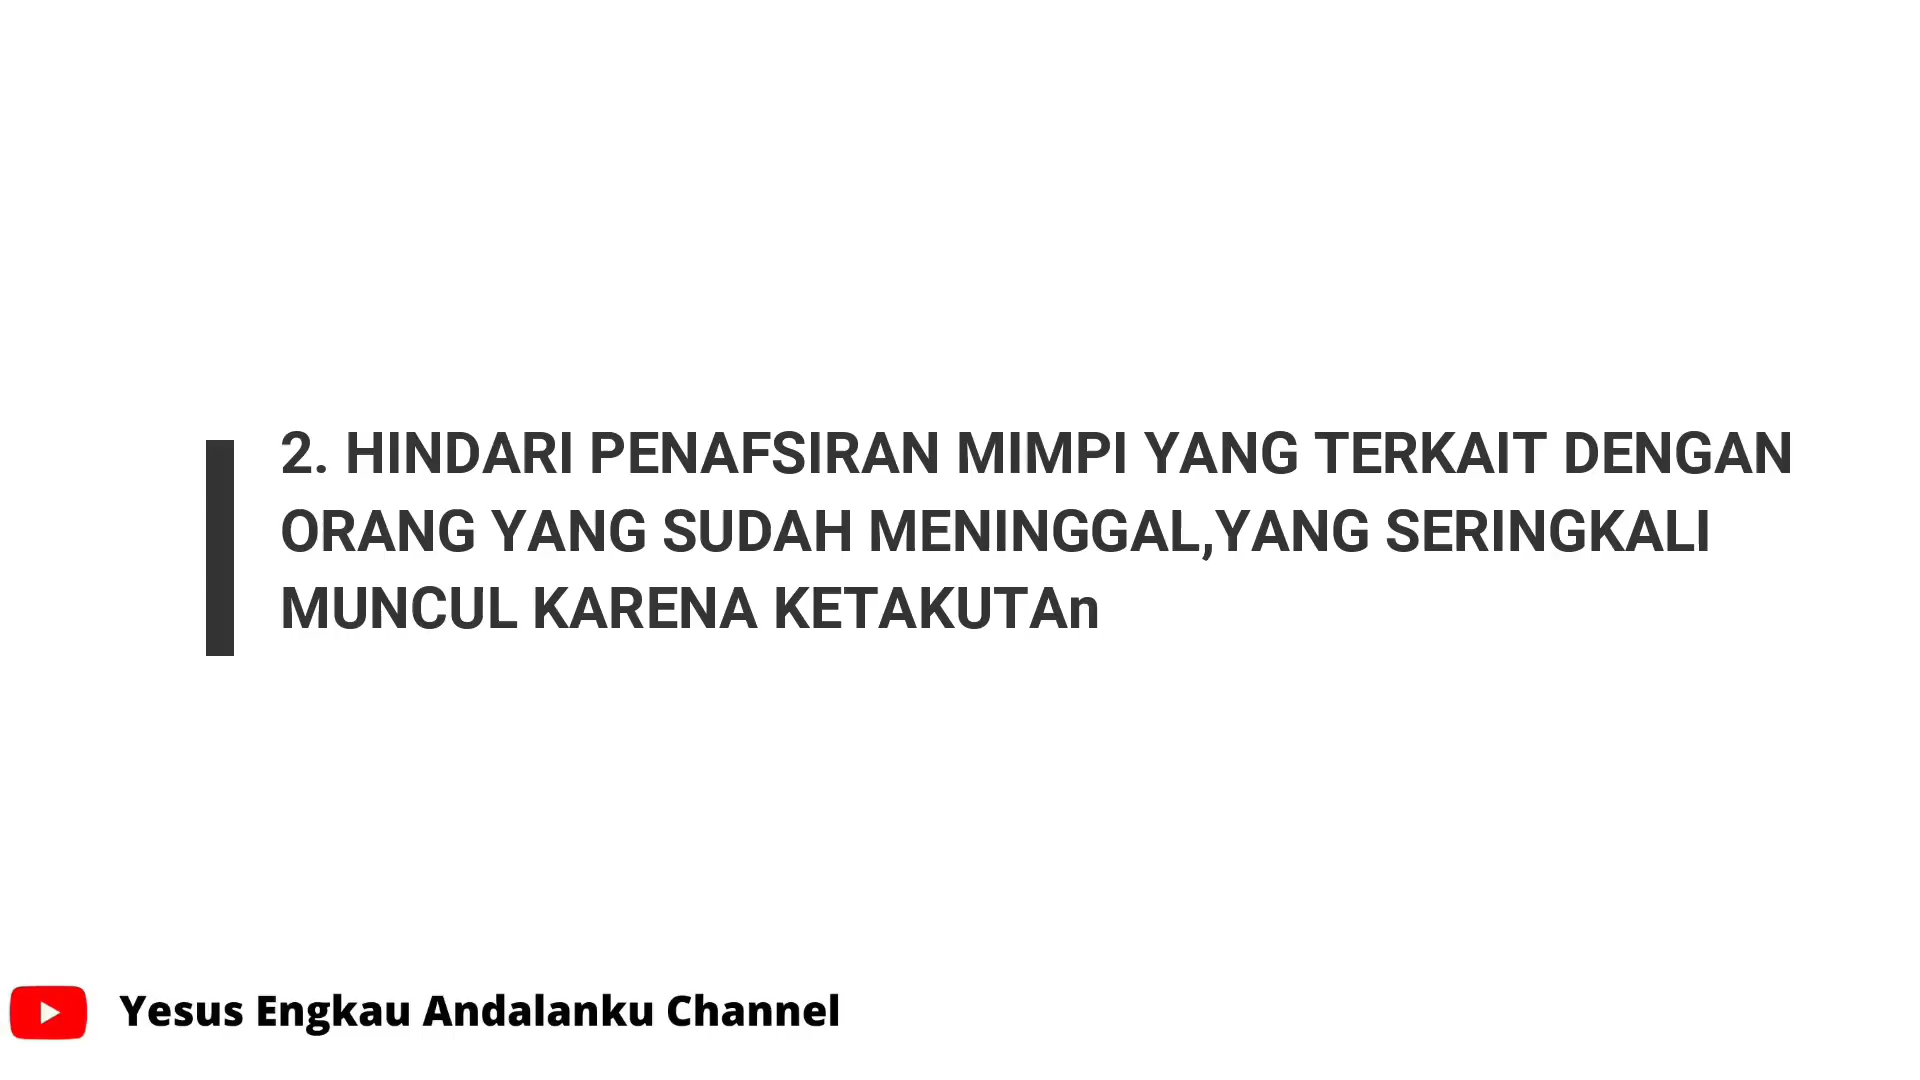 2. HINDARI PENAFSIRAN MIMPI YANG TERKAIT DENGAN
ORANG YANG SUDAH MENINGGAL,YANG SERINGKALI
MUNCUL KARENA KETAKUTAn
Yesus Engkau Andalanku Channel